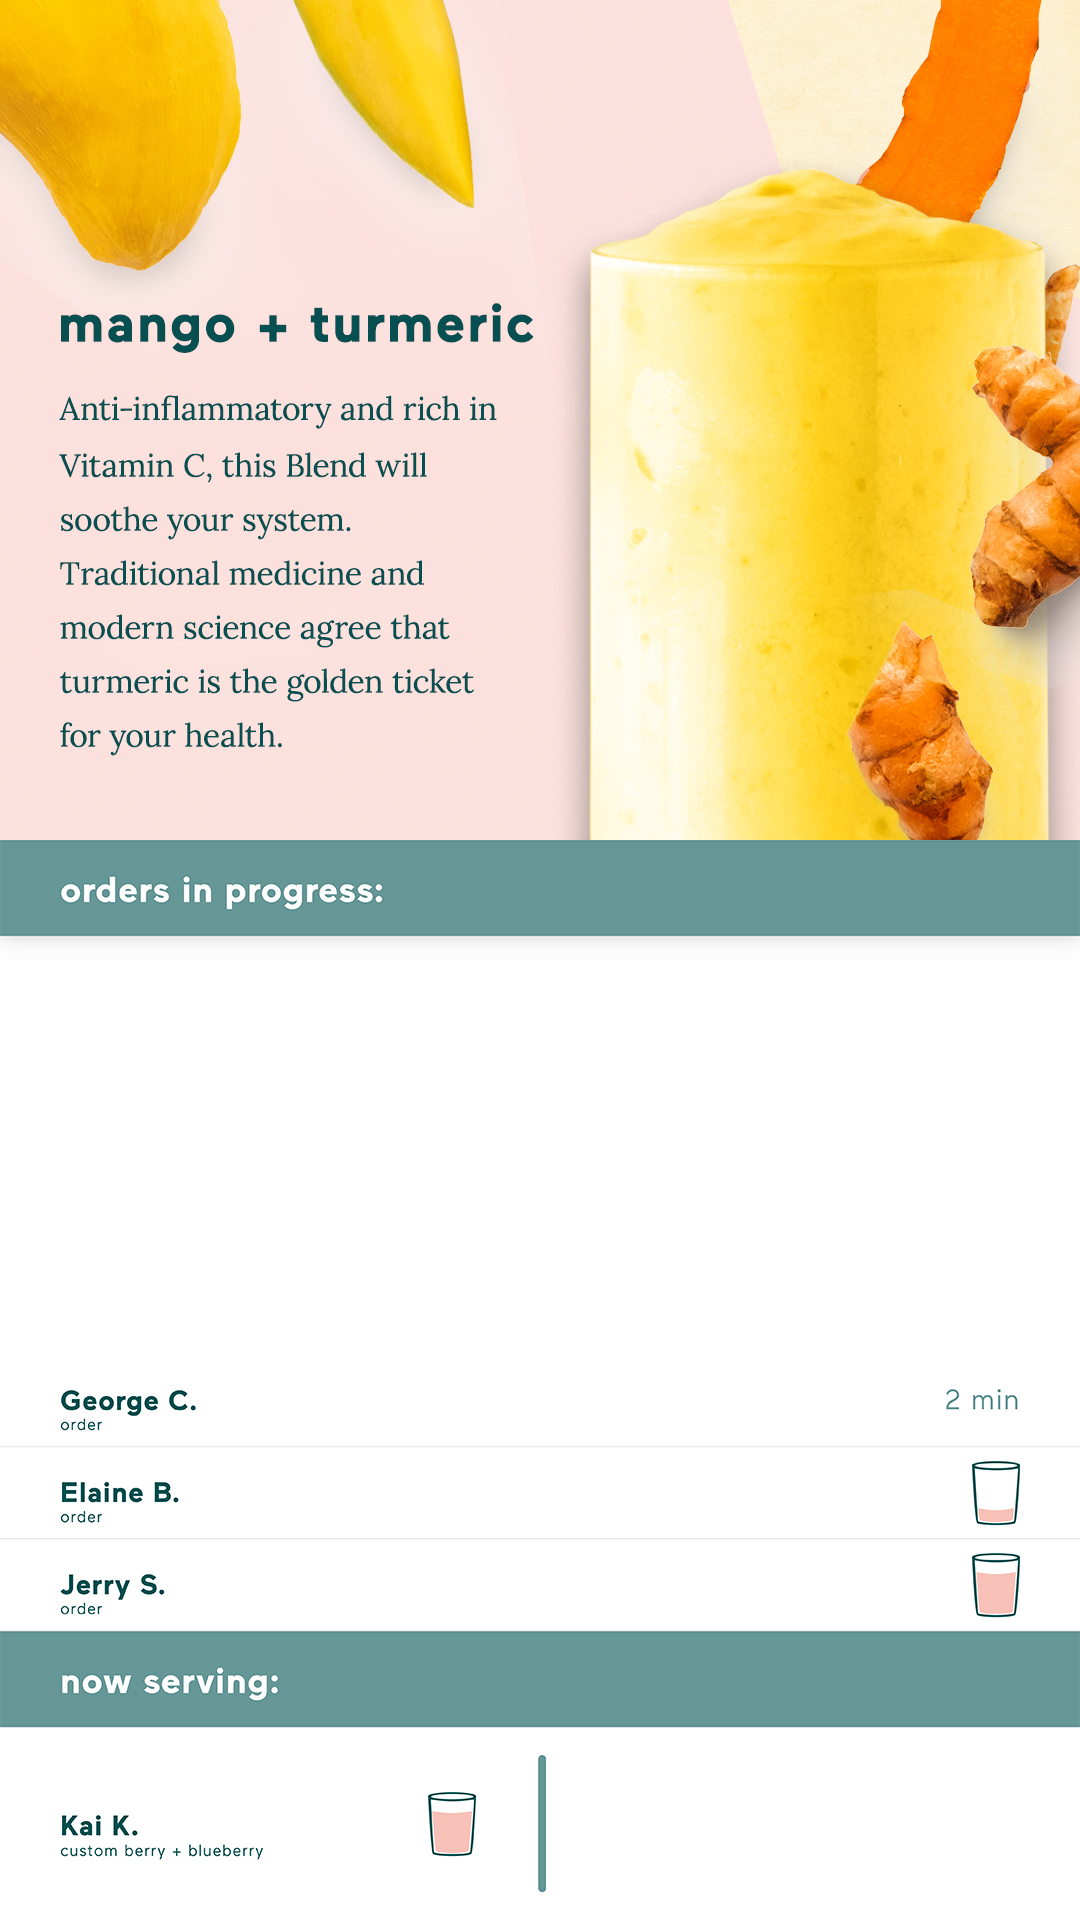 mango + turmeric
Anti-inflammatory and rich in
Vitamin C, this Blend will
soothe your system.
Traditional medicine and
modern science agree that
turmeric is the golden ticket
for your health.
orders in progress:
George C.
order
2 min
Elaine B.
order
Jerry S.
order
now serving:
Kai K.
custom berry + blueberry